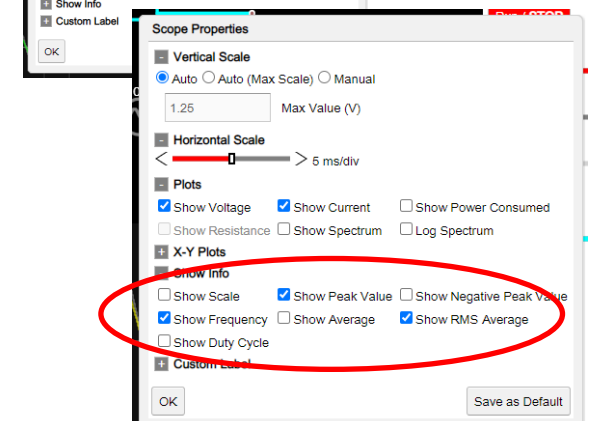 Show Info
Custom Label
OK
Run / STOP
Scope Properties
- Vertical Scale
Auto Auto (Max Scale) Manual
1.25 Max Value (V)
- Horizontal Scale
< > 5 ms/div
- Plots
Show Voltage Show Current Show Power Consumed
Show Resistance Show Spectrum Log Spectrum
+ X-Y Plots
- Show Info
Show Scale Show Peak Value Show Negative Peak Value
Show Frequency Show Average Show RMS Average
Show Duty Cycle
+ Custom Label
OK Save as Default